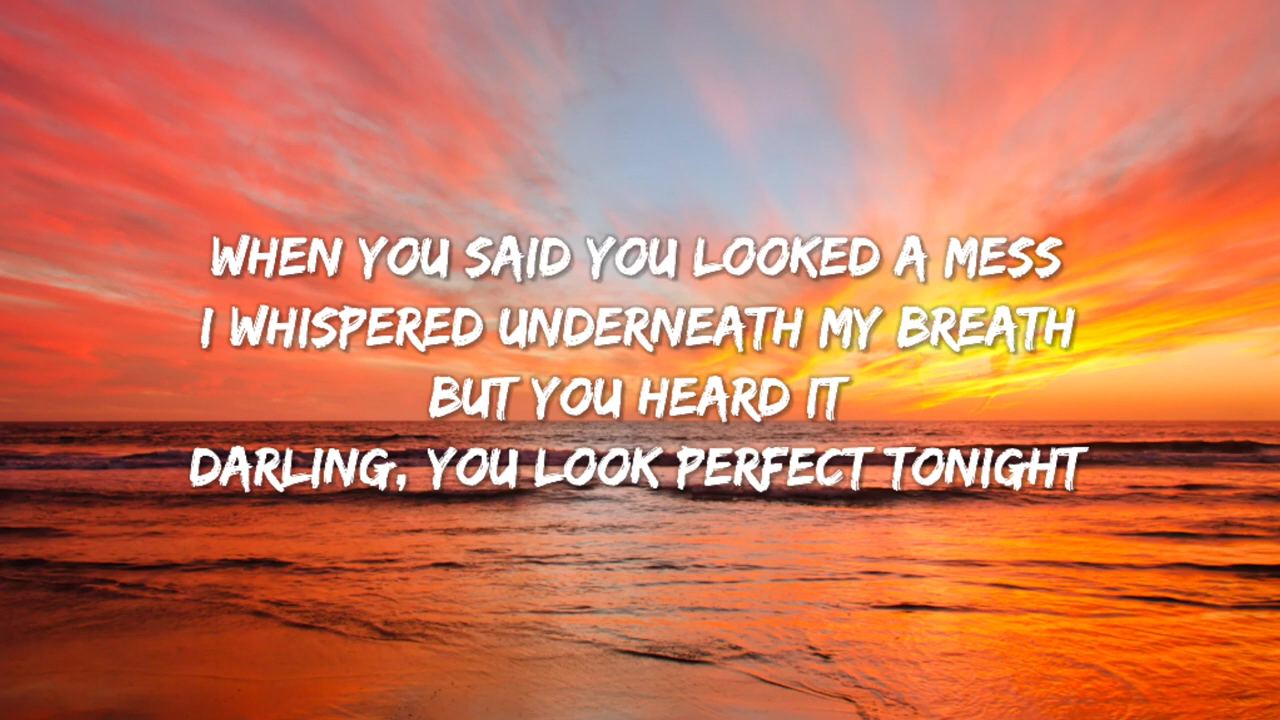 WHEN YOU SAID YOU LOOKED A MESS
I WHISPERED UNDERNEATH MY BREATH
BUT YOU HEARD IT
DARLING, YOU LOOK PERFECT TONIGHT